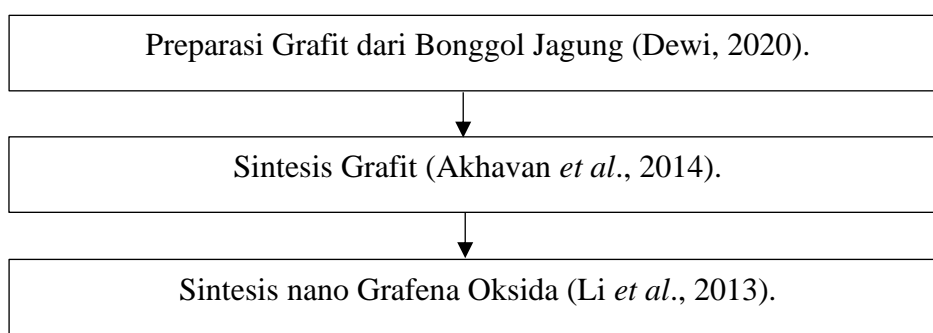 Preparasi Grafit dari Bonggol Jagung (Dewi, 2020).
Sintesis Grafit (Akhavan et al., 2014).
Sintesis nano Grafena Oksida (Li et al., 2013).